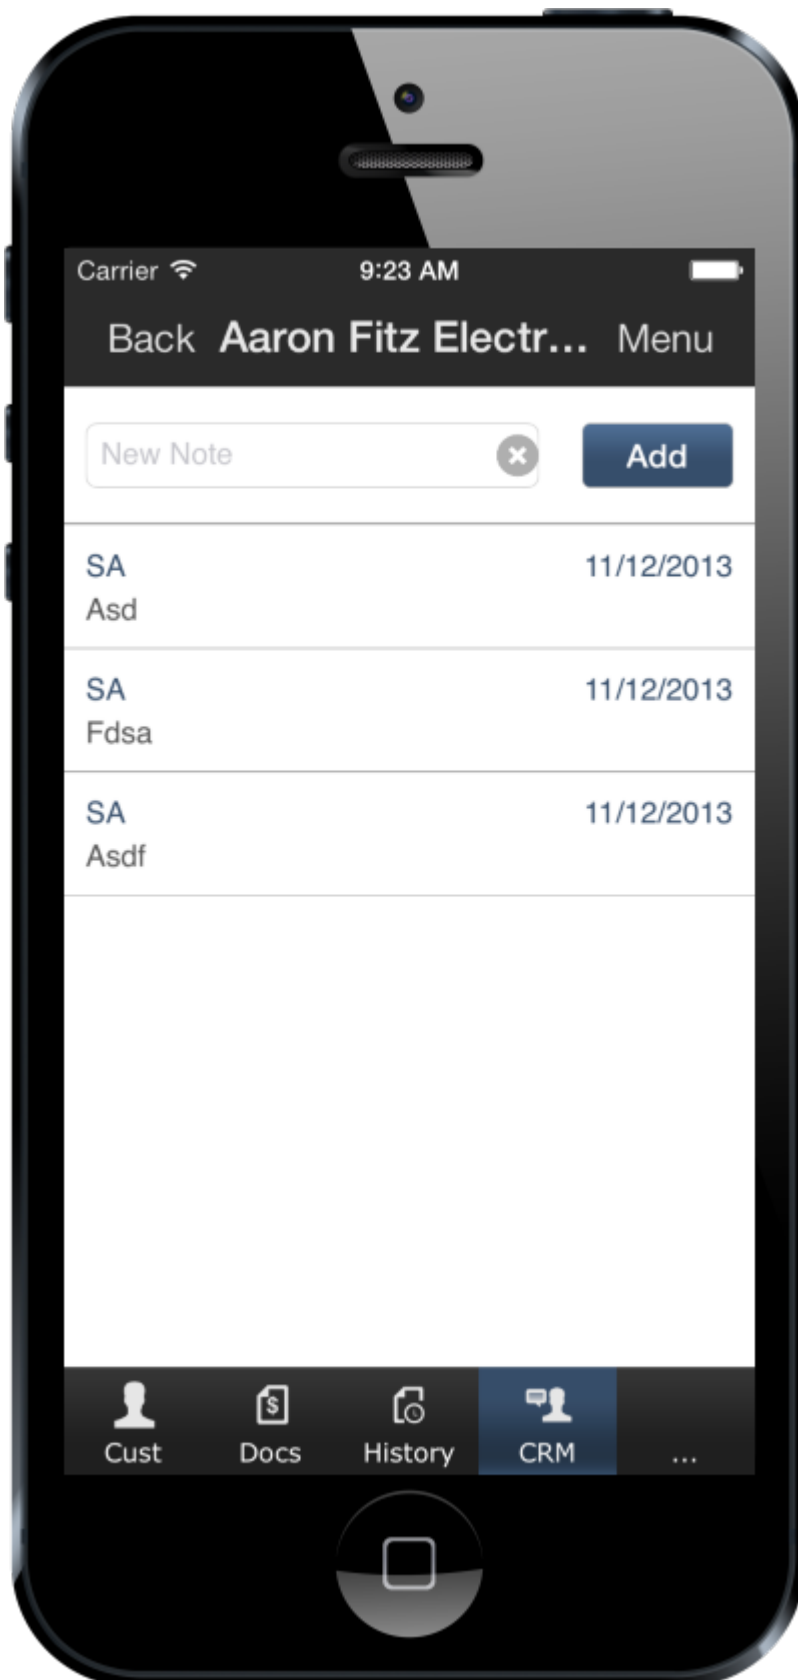 Carrier 9:23 AM
Back Aaron Fitz Electr... Menu
New Note Add
SA 11/12/2013
Asd
SA 11/12/2013
Fdsa
SA 11/12/2013
Asdf
$
Cust Docs History CRM ...